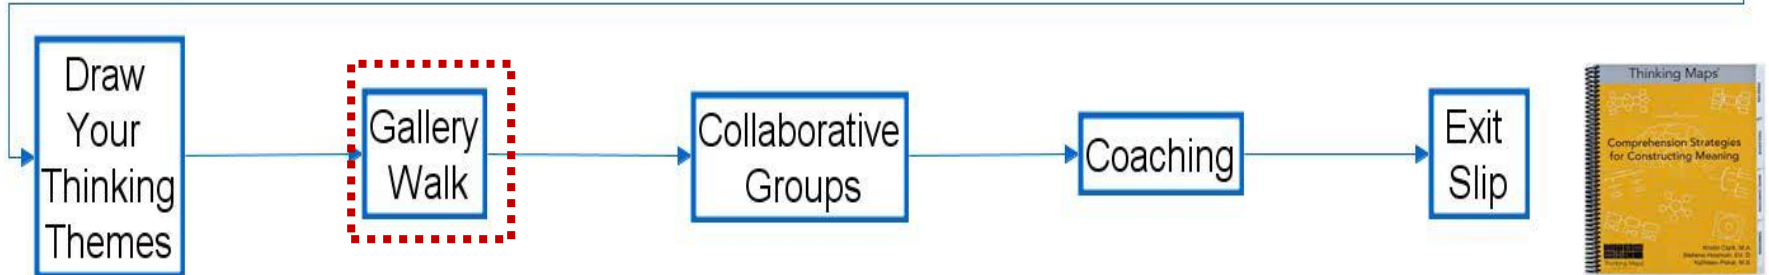 Draw
Your
Thinking
Themes
Gallery
Walk
Collaborative
Groups
Coaching
Exit
Slip
Thinking Maps®
Comprehension Strategies
for Constructing Meaning